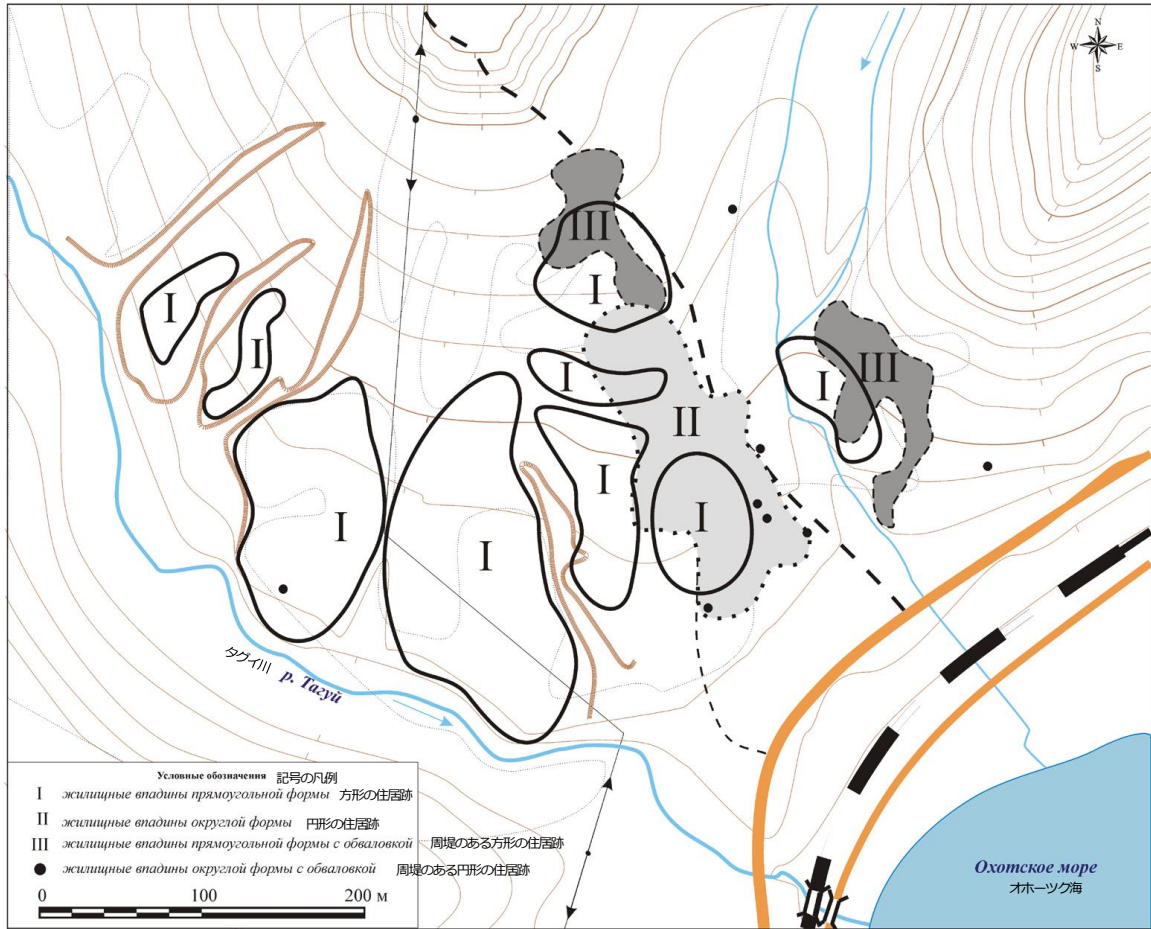 N
W E
S
III
I
I
I
I
II
I
III
I
I
I
I
I
タグイ川
р. Тагуй
Условные обозначения 記号の凡例
I жилищные впадины прямоугольной формы 方形の住居跡
II жилищные впадины округлой формы 円形の住居跡
III жилищные впадины прямоугольной формы с обваловкой 周堤のある方形の住居跡
жилищные впадины округлой формы с обваловкой 周堤のある円形の住居跡
0 100 200 м
Охотское море
オホーツク海